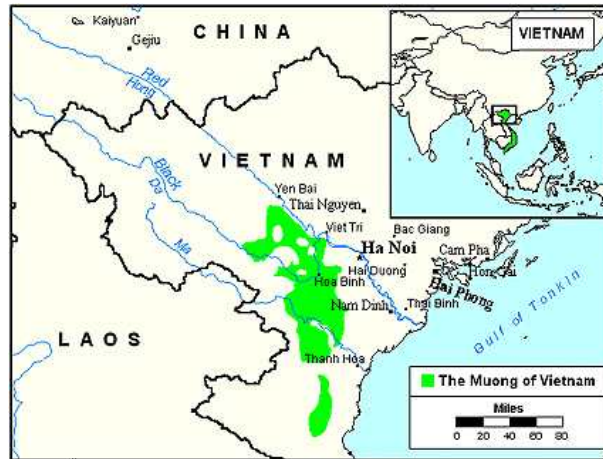 Kaiyuan
Gejiu
CHINA
VIETNAM
Red
Hong
Black
Da
Ma
VIETNAM
Yen Bai
Thai Nguyen
Viet Tri
Bac Giang
Ha Noi
Cam Pha
Hon Gai
Hai Duong
Hoa Binh
Hai Phong
Nam Dinh
Thai Binh
Gulf of Tonkin
LAOS
Thanh Hoa
The Muong of Vietnam
Miles
0 20 40 60 80